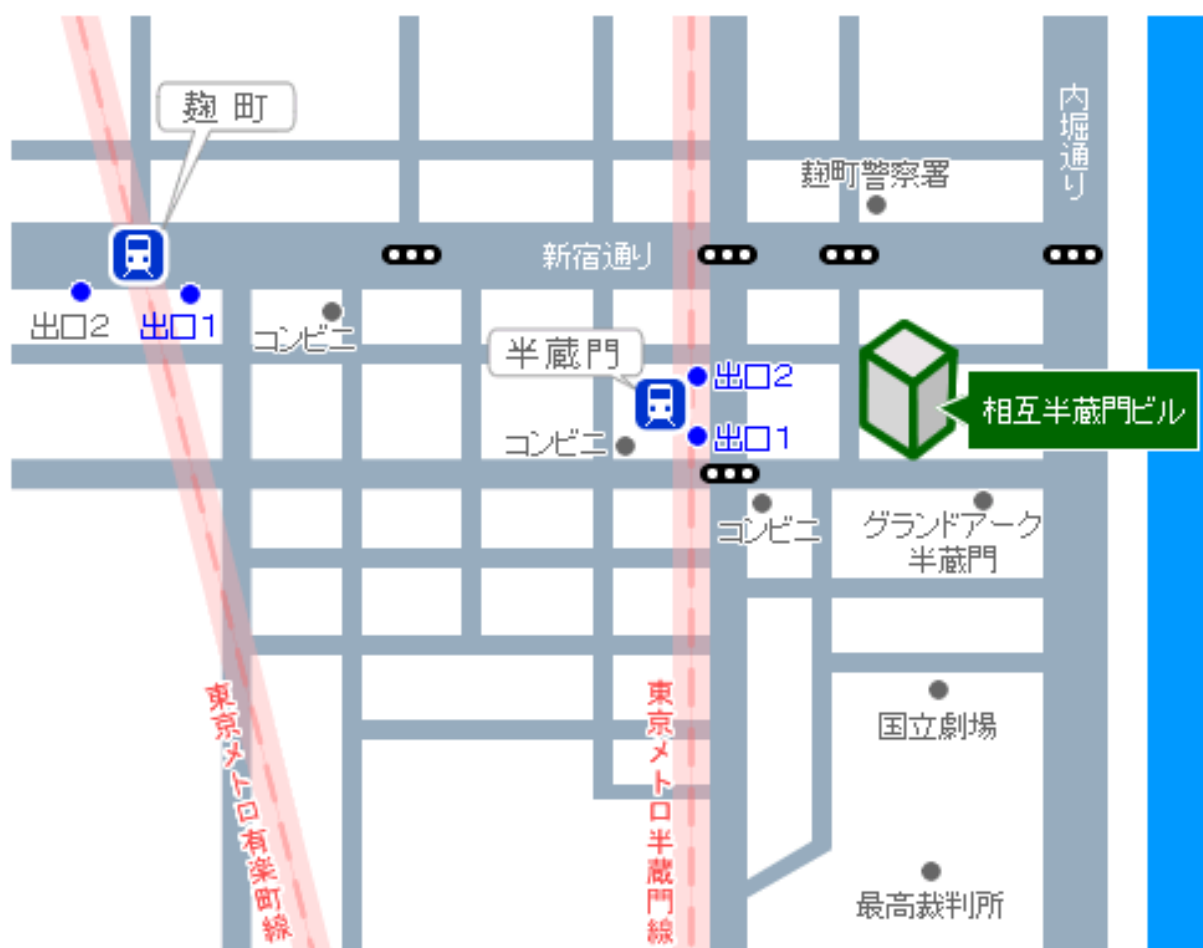 麹町
内堀通り
麹町警察署
新宿通り
出口2
出口1
コンビニ
半蔵門
出口2
相互半蔵門ビル
コンビニ
出口1
コンビニ
グランドアーク
半蔵門
東京メトロ有楽町線
東京メトロ半蔵門線
国立劇場
最高裁判所